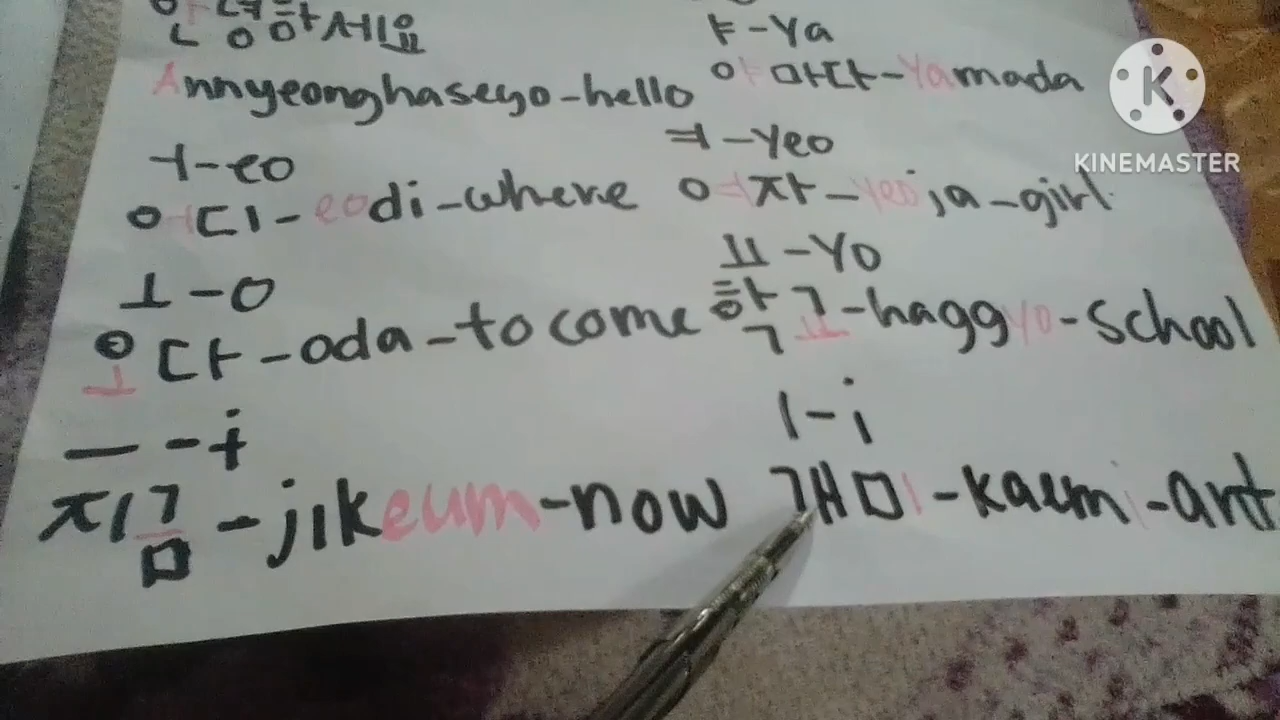 안녕하세요
Annyeonghaseyo-hello
ㅓ-eo
어디-eodi-where
ㅗ-o
오다-oda-to come
ㅡ-i
지금-jikeum-now
ㅑ-Ya
야마다-Yamada
ㅕ-yeo
여자-yeoja-girl
ㅛ-yo
학교-haggyo-school
ㅣ-i
개미-kaemi-ant
KINEMASTER